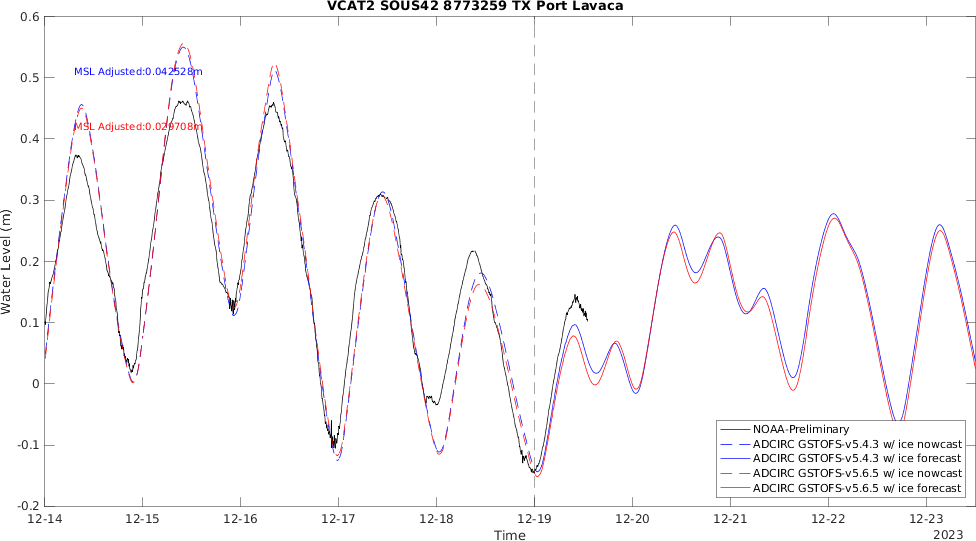 VCAT2 SOUS42 8773259 TX Port Lavaca
0.6
0.5
0.4
0.3
0.2
0.1
0
-0.1
-0.2
Water Level (m)
MSL Adjusted:0.042528m
MSL Adjusted:0.029708m
NOAA-Preliminary
ADCIRC GSTOFS-v5.4.3 w/ ice nowcast
ADCIRC GSTOFS-v5.4.3 w/ ice forecast
ADCIRC GSTOFS-v5.6.5 w/ ice nowcast
ADCIRC GSTOFS-v5.6.5 w/ ice forecast
12-14 12-15 12-16 12-17 12-18 12-19 12-20 12-21 12-22 12-23
Time
2023